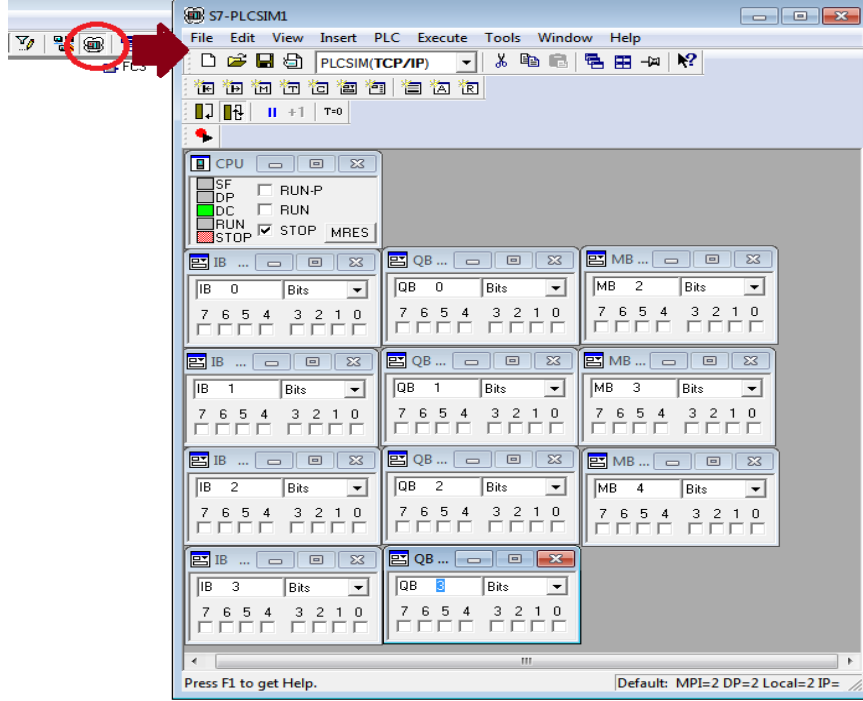 S7-PLCSIM1
File Edit View Insert PLC Execute Tools Window Help
PLCSIM(TCP/IP)
FCS
+1 T=0
CPU
SF
DP
DC
RUN
STOP
RUN-P
RUN
STOP MRES
IB ... QB ... MB ...
IB 0 Bits QB 0 Bits MB 2 Bits
7 6 5 4 3 2 1 0 7 6 5 4 3 2 1 0 7 6 5 4 3 2 1 0
IB ... QB ... MB ...
IB 1 Bits QB 1 Bits MB 3 Bits
7 6 5 4 3 2 1 0 7 6 5 4 3 2 1 0 7 6 5 4 3 2 1 0
IB ... QB ... MB ...
IB 2 Bits QB 2 Bits MB 4 Bits
7 6 5 4 3 2 1 0 7 6 5 4 3 2 1 0 7 6 5 4 3 2 1 0
IB ... QB ...
IB 3 Bits QB 3 Bits
7 6 5 4 3 2 1 0 7 6 5 4 3 2 1 0
Press F1 to get Help. Default: MPI=2 DP=2 Local=2 IP=